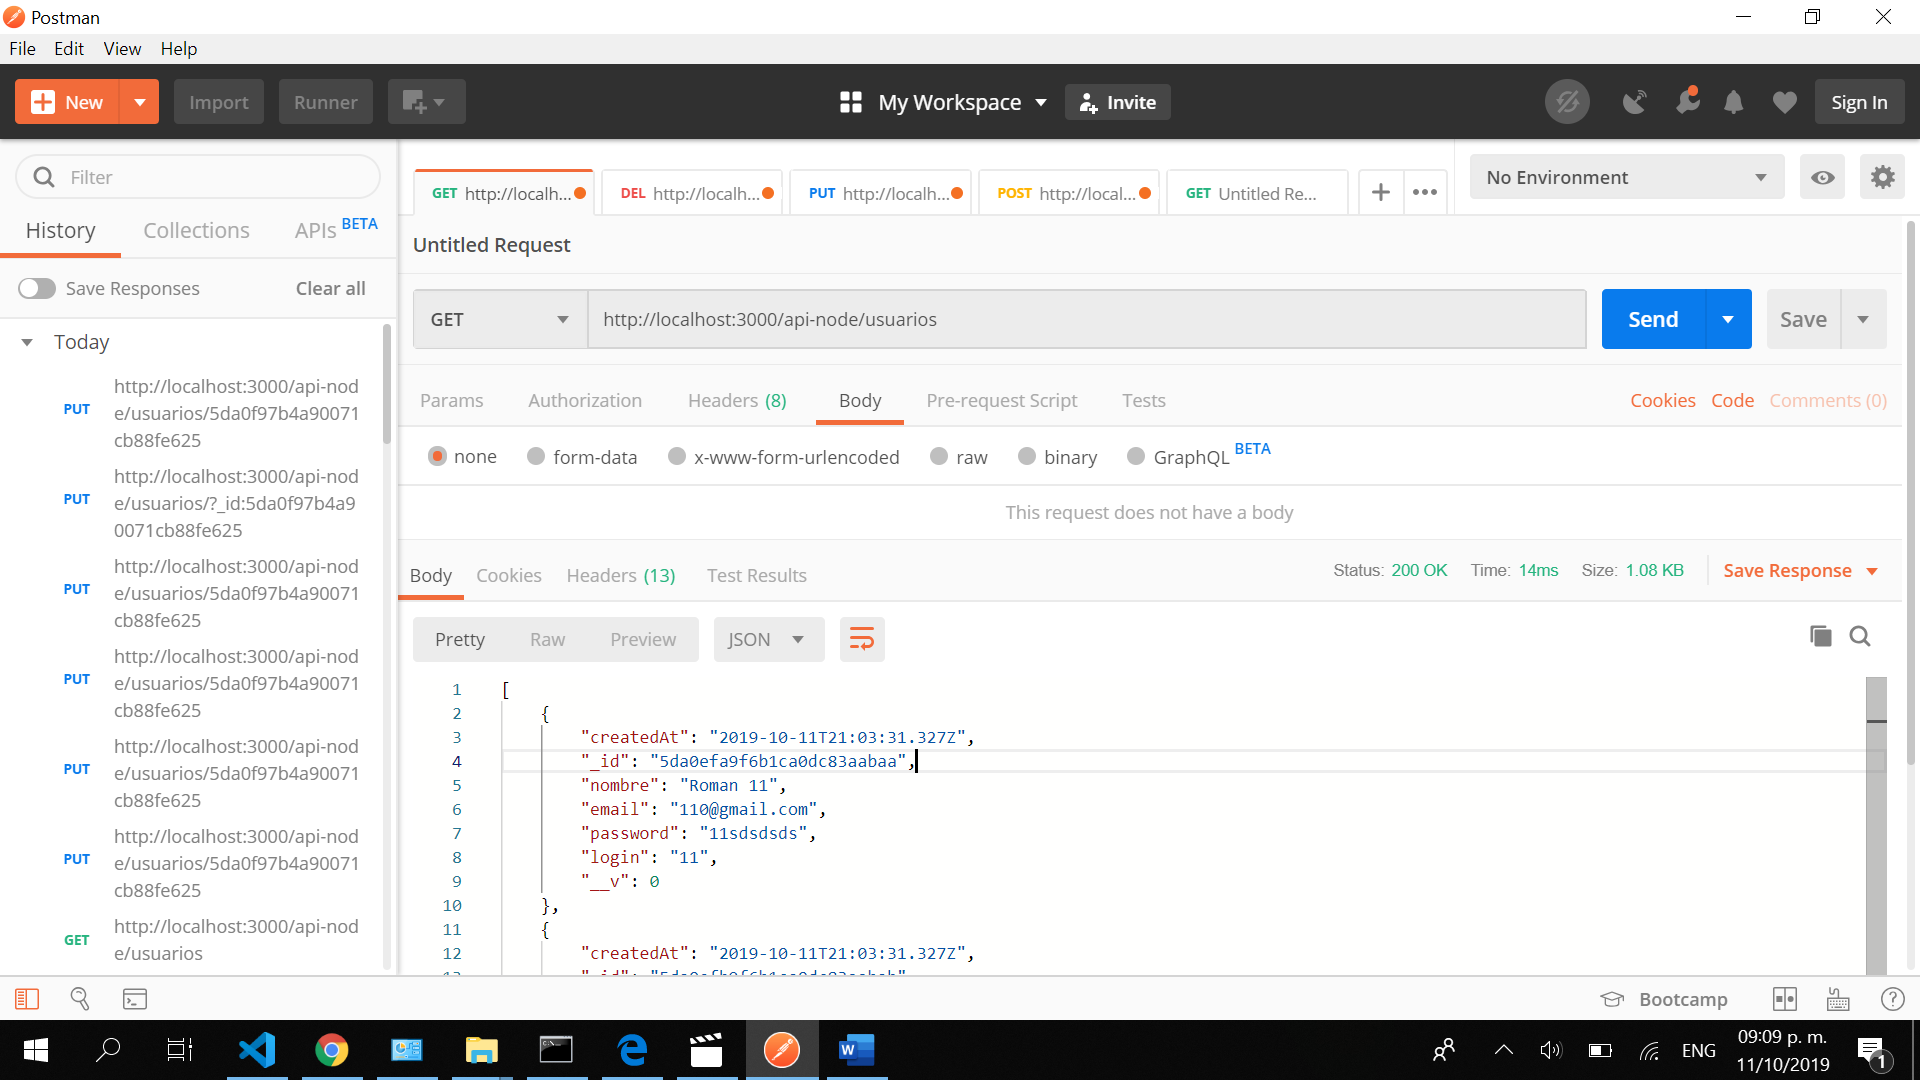 Postman
File Edit View Help
New Import Runner My Workspace Invite Sign In
Filter
History Collections APIs BETA
Save Responses Clear all
Today
PUT http://localhost:3000/api-nod
e/usuarios/5da0f97b4a90071
cb88fe625
PUT http://localhost:3000/api-nod
e/usuarios/?_id:5da0f97b4a9
0071cb88fe625
PUT http://localhost:3000/api-nod
e/usuarios/5da0f97b4a90071
cb88fe625
PUT http://localhost:3000/api-nod
e/usuarios/5da0f97b4a90071
cb88fe625
PUT http://localhost:3000/api-nod
e/usuarios/5da0f97b4a90071
cb88fe625
PUT http://localhost:3000/api-nod
e/usuarios/5da0f97b4a90071
cb88fe625
GET http://localhost:3000/api-nod
e/usuarios
GET http://localh... DEL http://localh... PUT http://localh... POST http://local... GET Untitled Re...
No Environment
Untitled Request
GET http://localhost:3000/api-node/usuarios Send Save
Params Authorization Headers (8) Body Pre-request Script Tests Cookies Code Comments (0)
none form-data x-www-form-urlencoded raw binary GraphQL BETA
This request does not have a body
Body Cookies Headers (13) Test Results Status: 200 OK Time: 14ms Size: 1.08 KB Save Response
Pretty Raw Preview JSON
1 [
2 {
3 "createdAt": "2019-10-11T21:03:31.327Z",
4 "_id": "5da0efa9f6b1ca0dc83aabaa",
5 "nombre": "Roman 11",
6 "email": "110@gmail.com",
7 "password": "11sdsdsds",
8 "login": "11",
9 "__v": 0
10 },
11 {
12 "createdAt": "2019-10-11T21:03:31.327Z",
Bootcamp
ENG 09:09 p. m.
11/10/2019
1